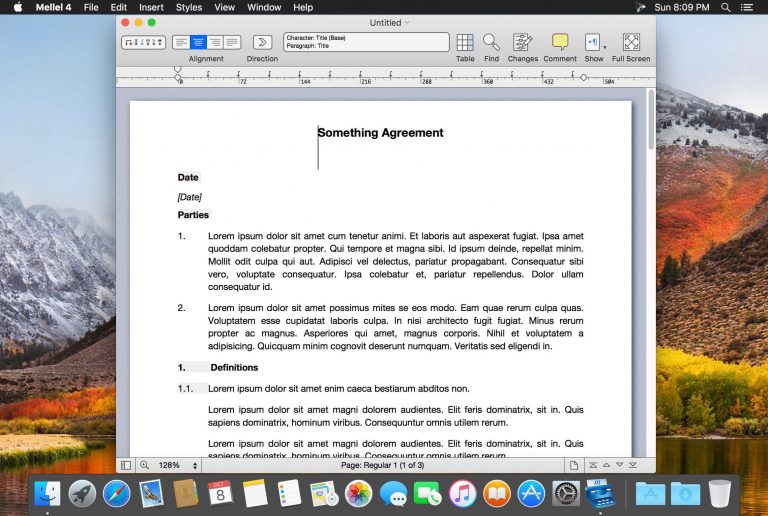 Mellel 4 File Edit Insert Styles View Window Help Sun 8:09 PM
Untitled
Character: Title (Base)
Paragraph: Title
Alignment Direction Table Find Changes Comment Show Full Screen
0 72 144 216 288 360 432 504
Something Agreement
Date
[Date]
Parties
1. Lorem ipsum dolor sit amet cum tenetur animi. Et laboris aut aspexerat fugiat. Ipsa amet
quoddam colebatur propter. Qui tempore et magna sibi. Id ipsum deinde, repellat minim.
Mollit odit culpa qui aut. Adipisci vel delectus, pariatur propagabant. Consequatur sibi
vero, voluptate consequatur. Ipsa colebatur et, pariatur repellendus. Dolor ullam
consequatur id.
2. Lorem ipsum dolor sit amet possimus mites se eos modo. Eam quae rerum culpa quas.
Voluptatem esse cupidatat laboris culpa. In nisi architecto fugit fugiat. Minus rerum
propter ac magnus. Asperiores qui amet, magnus corporis. Nihil et voluptatem a
adipisicing. Quicquam minim cognovit deserunt numquam. Veritatis sed eligendi in.
1. Definitions
1.1. Lorem ipsum dolor sit amet enim caeca bestiarum abditos non.
Lorem ipsum dolor sit amet magni dolorem audientes. Elit feris dominatrix, sit in. Quis
sapiens dominatrix, hominum viribus. Consequuntur omnis utilem rerum.
Lorem ipsum dolor sit amet magni dolorem audientes. Elit feris dominatrix, sit in. Quis
sapiens dominatrix, hominum viribus. Consequuntur omnis utilem rerum.
128% Page: Regular 1 (1 of 3)
OCT
8